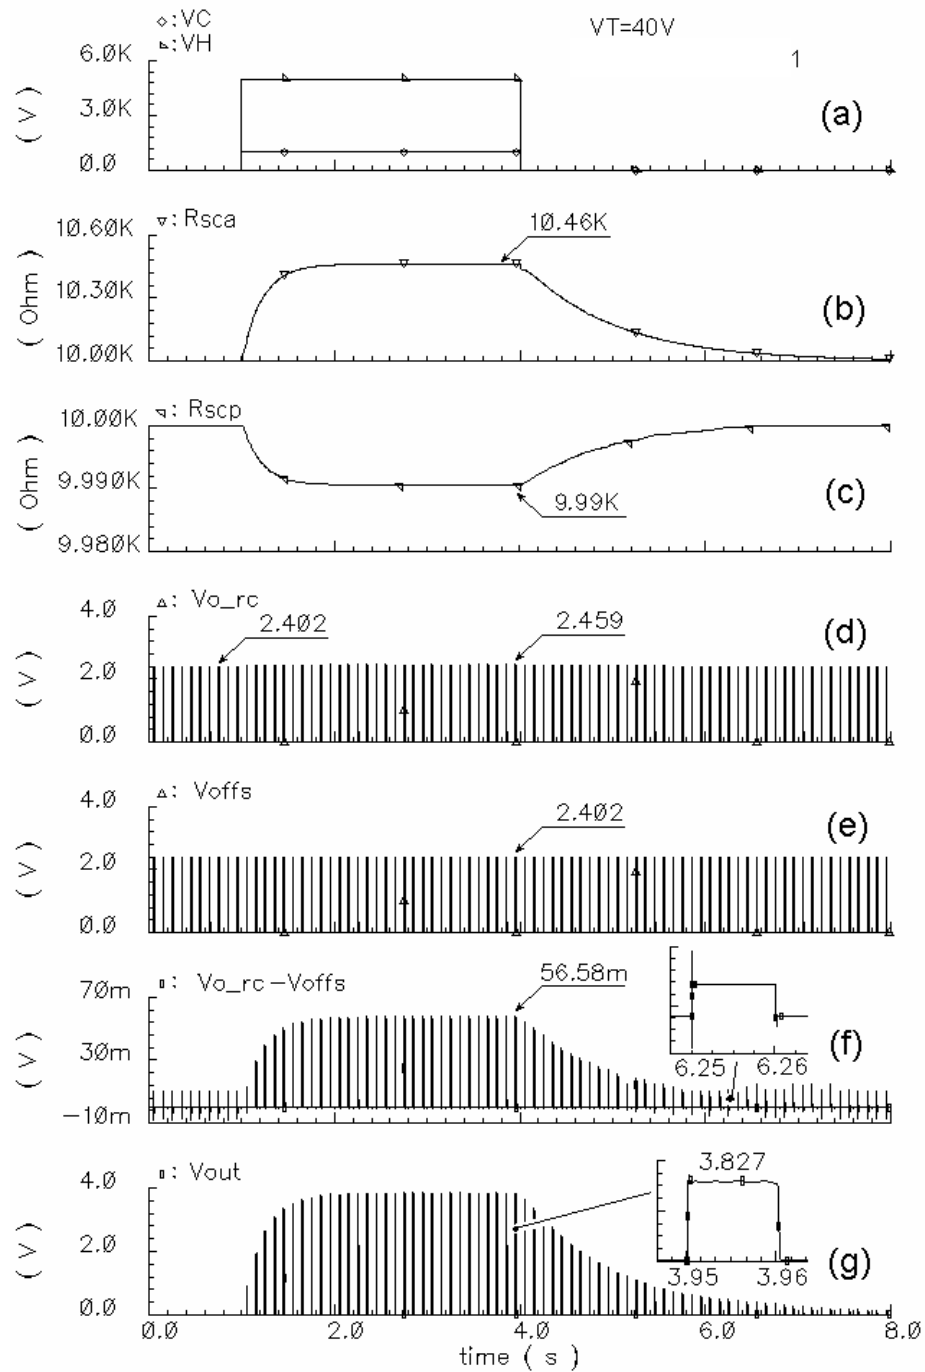 ◇: VC
VT=40V
⊾: VH
1
6.0K
3.0K
0.0
( V )
(a)
▿: Rsca
10.60K
10.30K
10.00K
( Ohm )
10.46K
(b)
Rscp
10.00K
9.990K
9.980K
( Ohm )
9.99K
(c)
▵: Vo_rc
4.0
2.0
0.0
( V )
2.402
2.459
(d)
▵: Voffs
4.0
2.0
0.0
( V )
2.402
(e)
▯: Vo_rc-Voffs
70m
30m
-10m
( V )
56.58m
6.25
6.26
(f)
▯: Vout
4.0
2.0
0.0
( V )
3.827
3.95
3.96
(g)
0.0
2.0
4.0
6.0
8.0
time ( s )